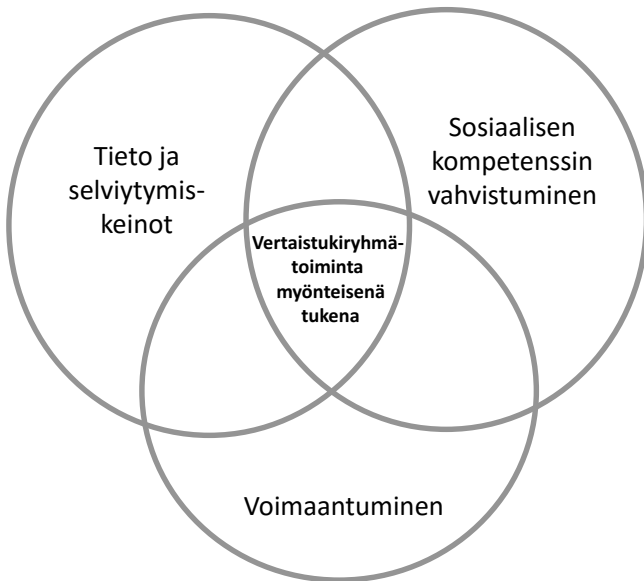 Tieto ja
selviytymis-
keinot
Sosiaalisen
kompetenssin
vahvistuminen
Vertaistukiryhmä-
toiminta
myönteisenä
tukena
Voimaantuminen